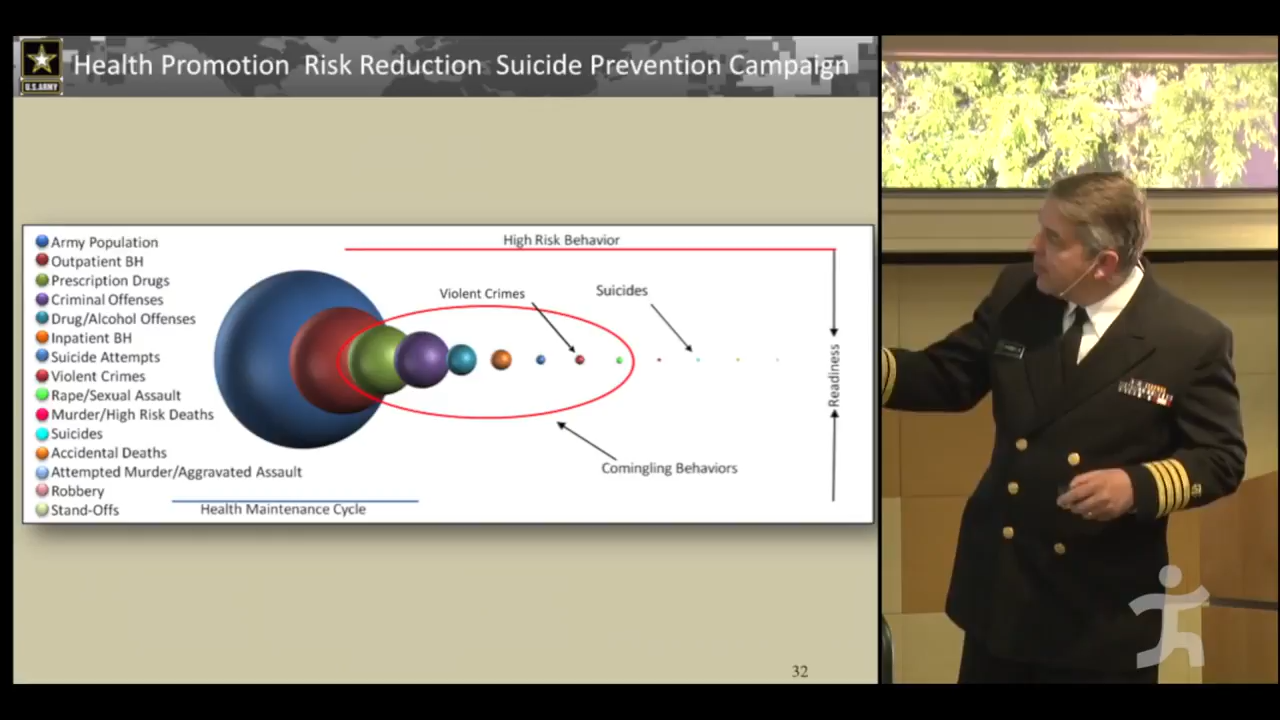 U.S.ARMY
Health Promotion Risk Reduction Suicide Prevention Campaign
Army Population
Outpatient BH
Prescription Drugs
Criminal Offenses
Drug/Alcohol Offenses
Inpatient BH
Suicide Attempts
Violent Crimes
Rape/Sexual Assault
Murder/High Risk Deaths
Suicides
Accidental Deaths
Attempted Murder/Aggravated Assault
Robbery
Stand-Offs
High Risk Behavior
Violent Crimes
Suicides
Readiness
Comingling Behaviors
Health Maintenance Cycle
32